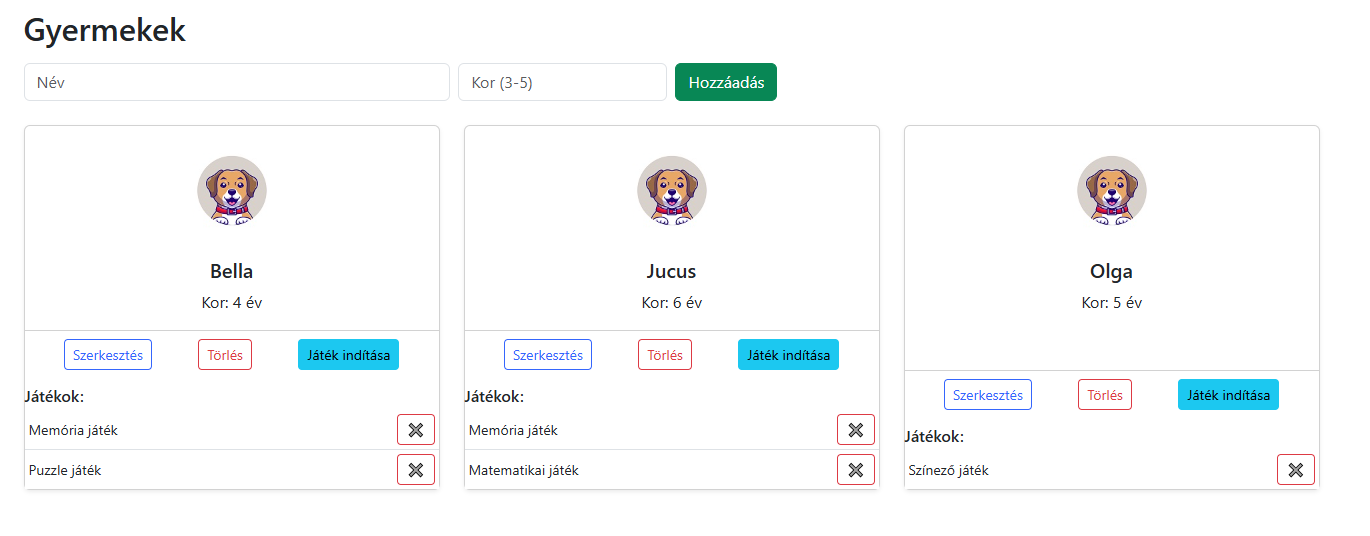 Gyermekek
Név
Kor (3-5)
Hozzáadás
Bella
Kor: 4 év
Szerkesztés
Törlés
Játék indítása
Játékok:
Memória játék
Puzzle játék
Jucus
Kor: 6 év
Szerkesztés
Törlés
Játék indítása
Játékok:
Memória játék
Matematikai játék
Olga
Kor: 5 év
Szerkesztés
Törlés
Játék indítása
Játékok:
Színező játék